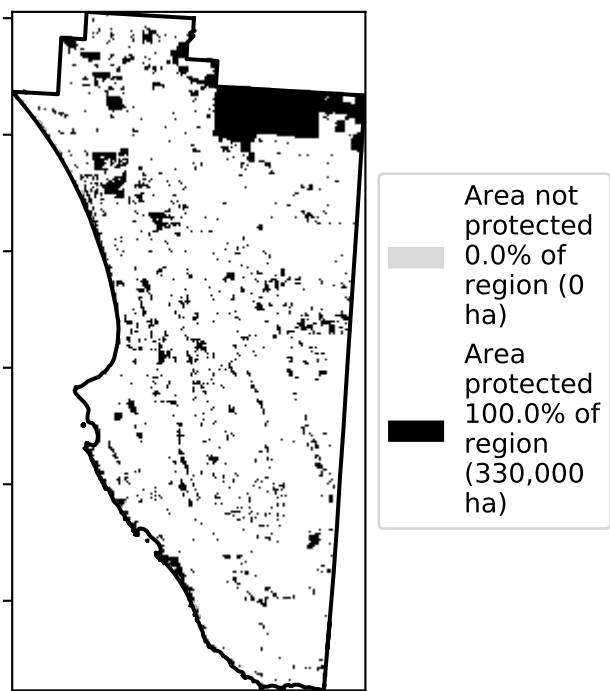 Area not
protected
0.0% of
region (0
ha)
Area
protected
100.0% of
region
(330,000
ha)